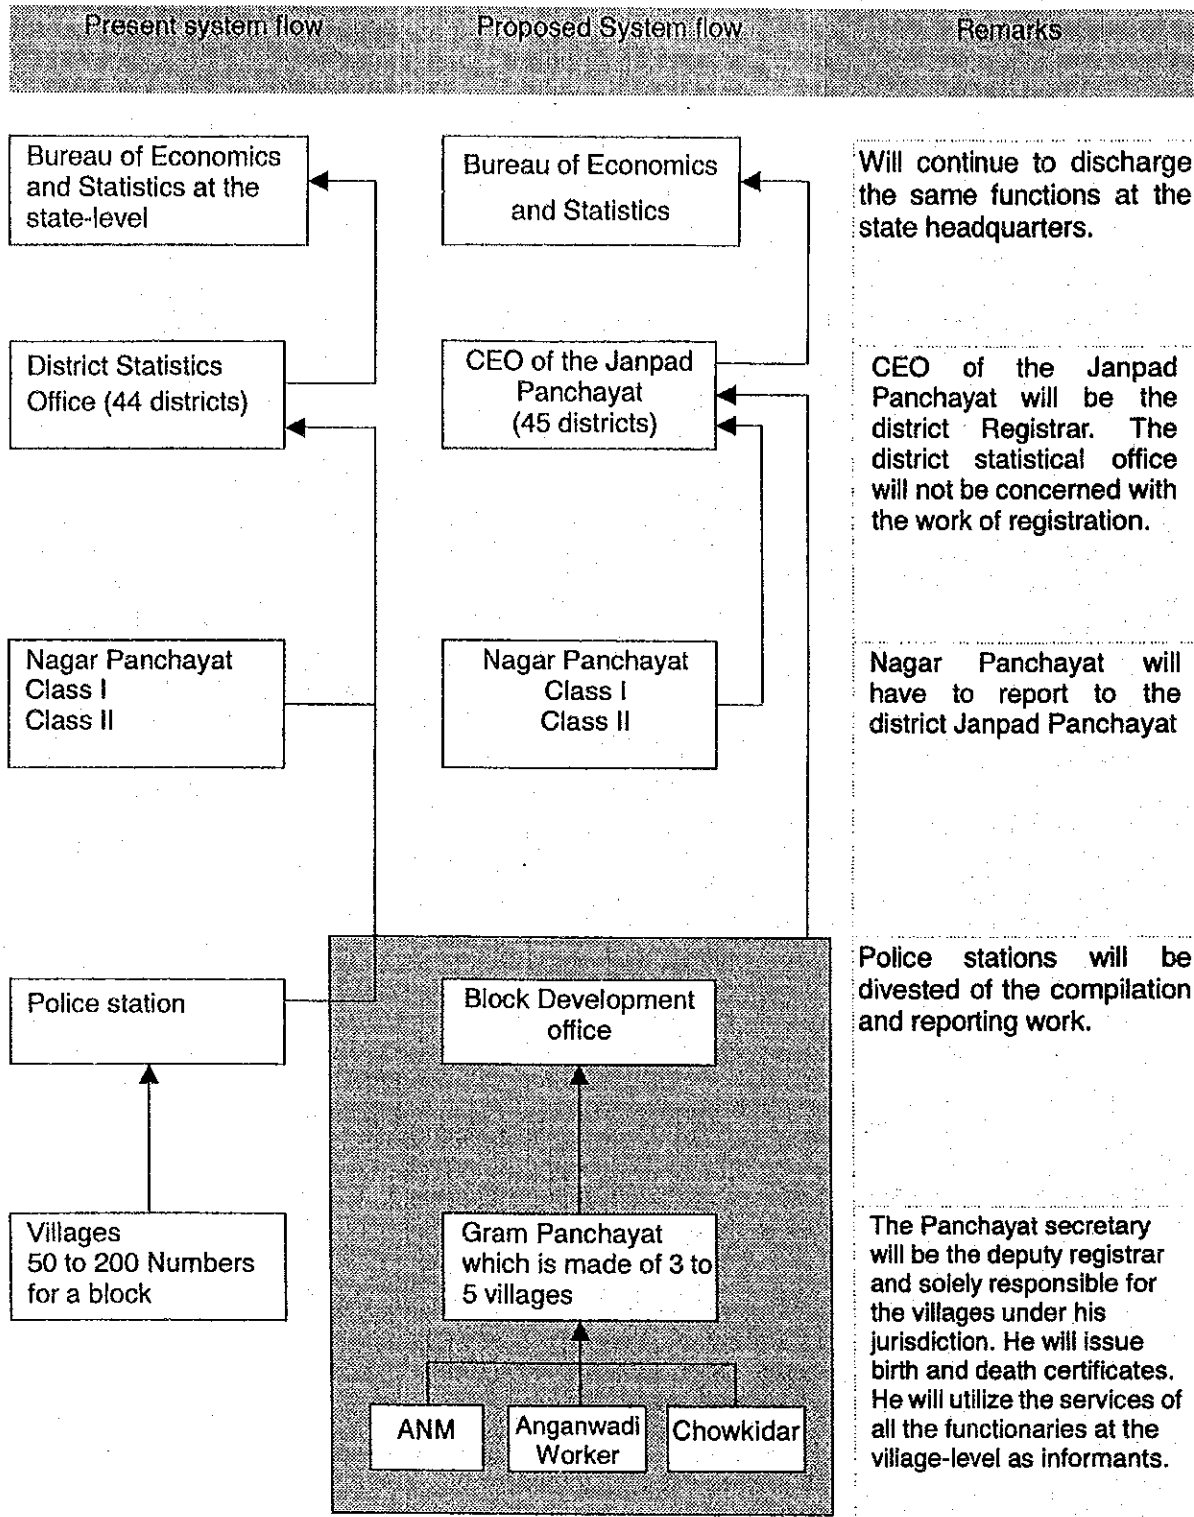 Present system flow
Proposed System flow
Remarks
Bureau of Economics
and Statistics at the
state-level
Bureau of Economics
and Statistics
Will continue to discharge
the same functions at the
state headquarters.
District Statistics
Office (44 districts)
CEO of the Janpad
Panchayat
(45 districts)
CEO of the Janpad
Panchayat will be the
district Registrar. The
district statistical office
will not be concerned with
the work of registration.
Nagar Panchayat
Class I
Class II
Nagar Panchayat
Class I
Class II
Nagar Panchayat will
have to report to the
district Janpad Panchayat
Police station
Block Development
office
Police stations will be
divested of the compilation
and reporting work.
Villages
50 to 200 Numbers
for a block
Gram Panchayat
which is made of 3 to
5 villages
The Panchayat secretary
will be the deputy registrar
and solely responsible for
the villages under his
jurisdiction. He will issue
birth and death certificates.
He will utilize the services of
all the functionaries at the
village-level as informants.
ANM
Anganwadi
Worker
Chowkidar